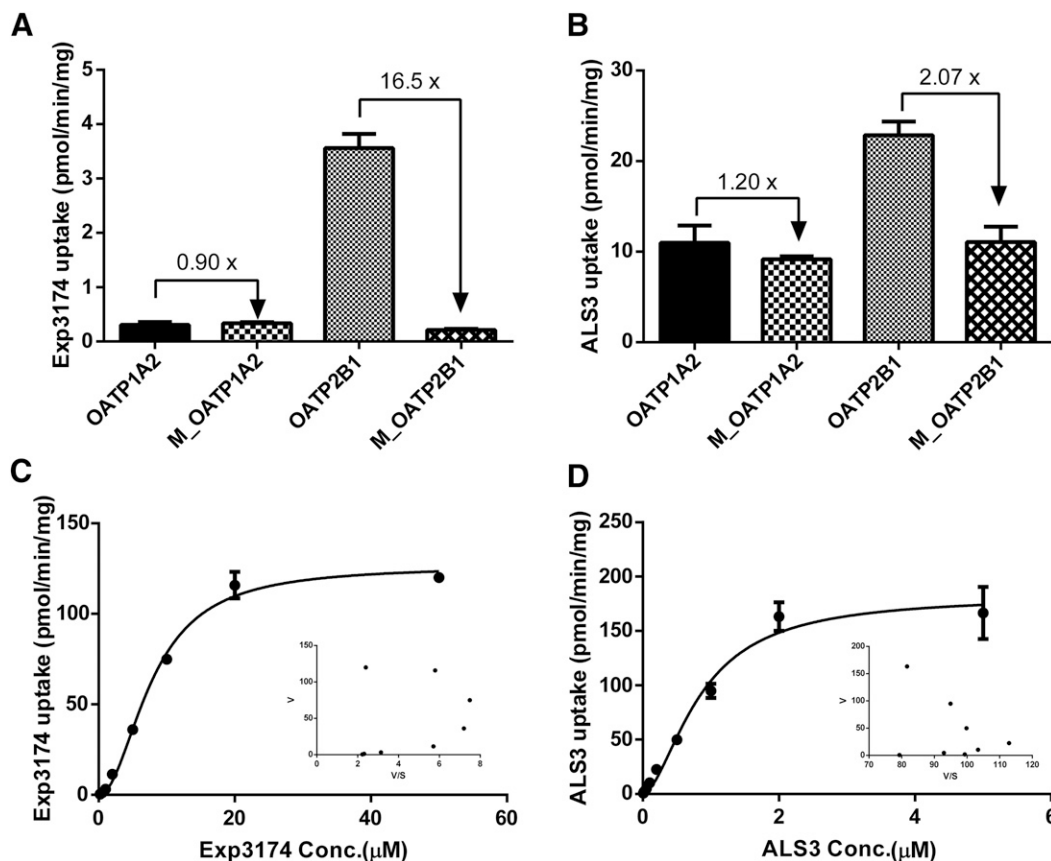 A
Exp3174 uptake (pmol/min/mg)
5
4
3
2
1
0
0.90 x
16.5 x
OATP1A2
M_OATP1A2
OATP2B1
M_OATP2B1
B
ALS3 uptake (pmol/min/mg)
30
20
10
0
1.20 x
2.07 x
OATP1A2
M_OATP1A2
OATP2B1
M_OATP2B1
C
Exp3174 uptake (pmol/min/mg)
150
100
50
0
0 20 40 60
Exp3174 Conc.(μM)
V
150
100
50
0
0 2 4 6 8
V/S
D
ALS3 uptake (pmol/min/mg)
250
200
150
100
50
0
0 2 4 6
ALS3 Conc.(μM)
V
200
150
100
50
0
70 80 90 100 110 120
V/S